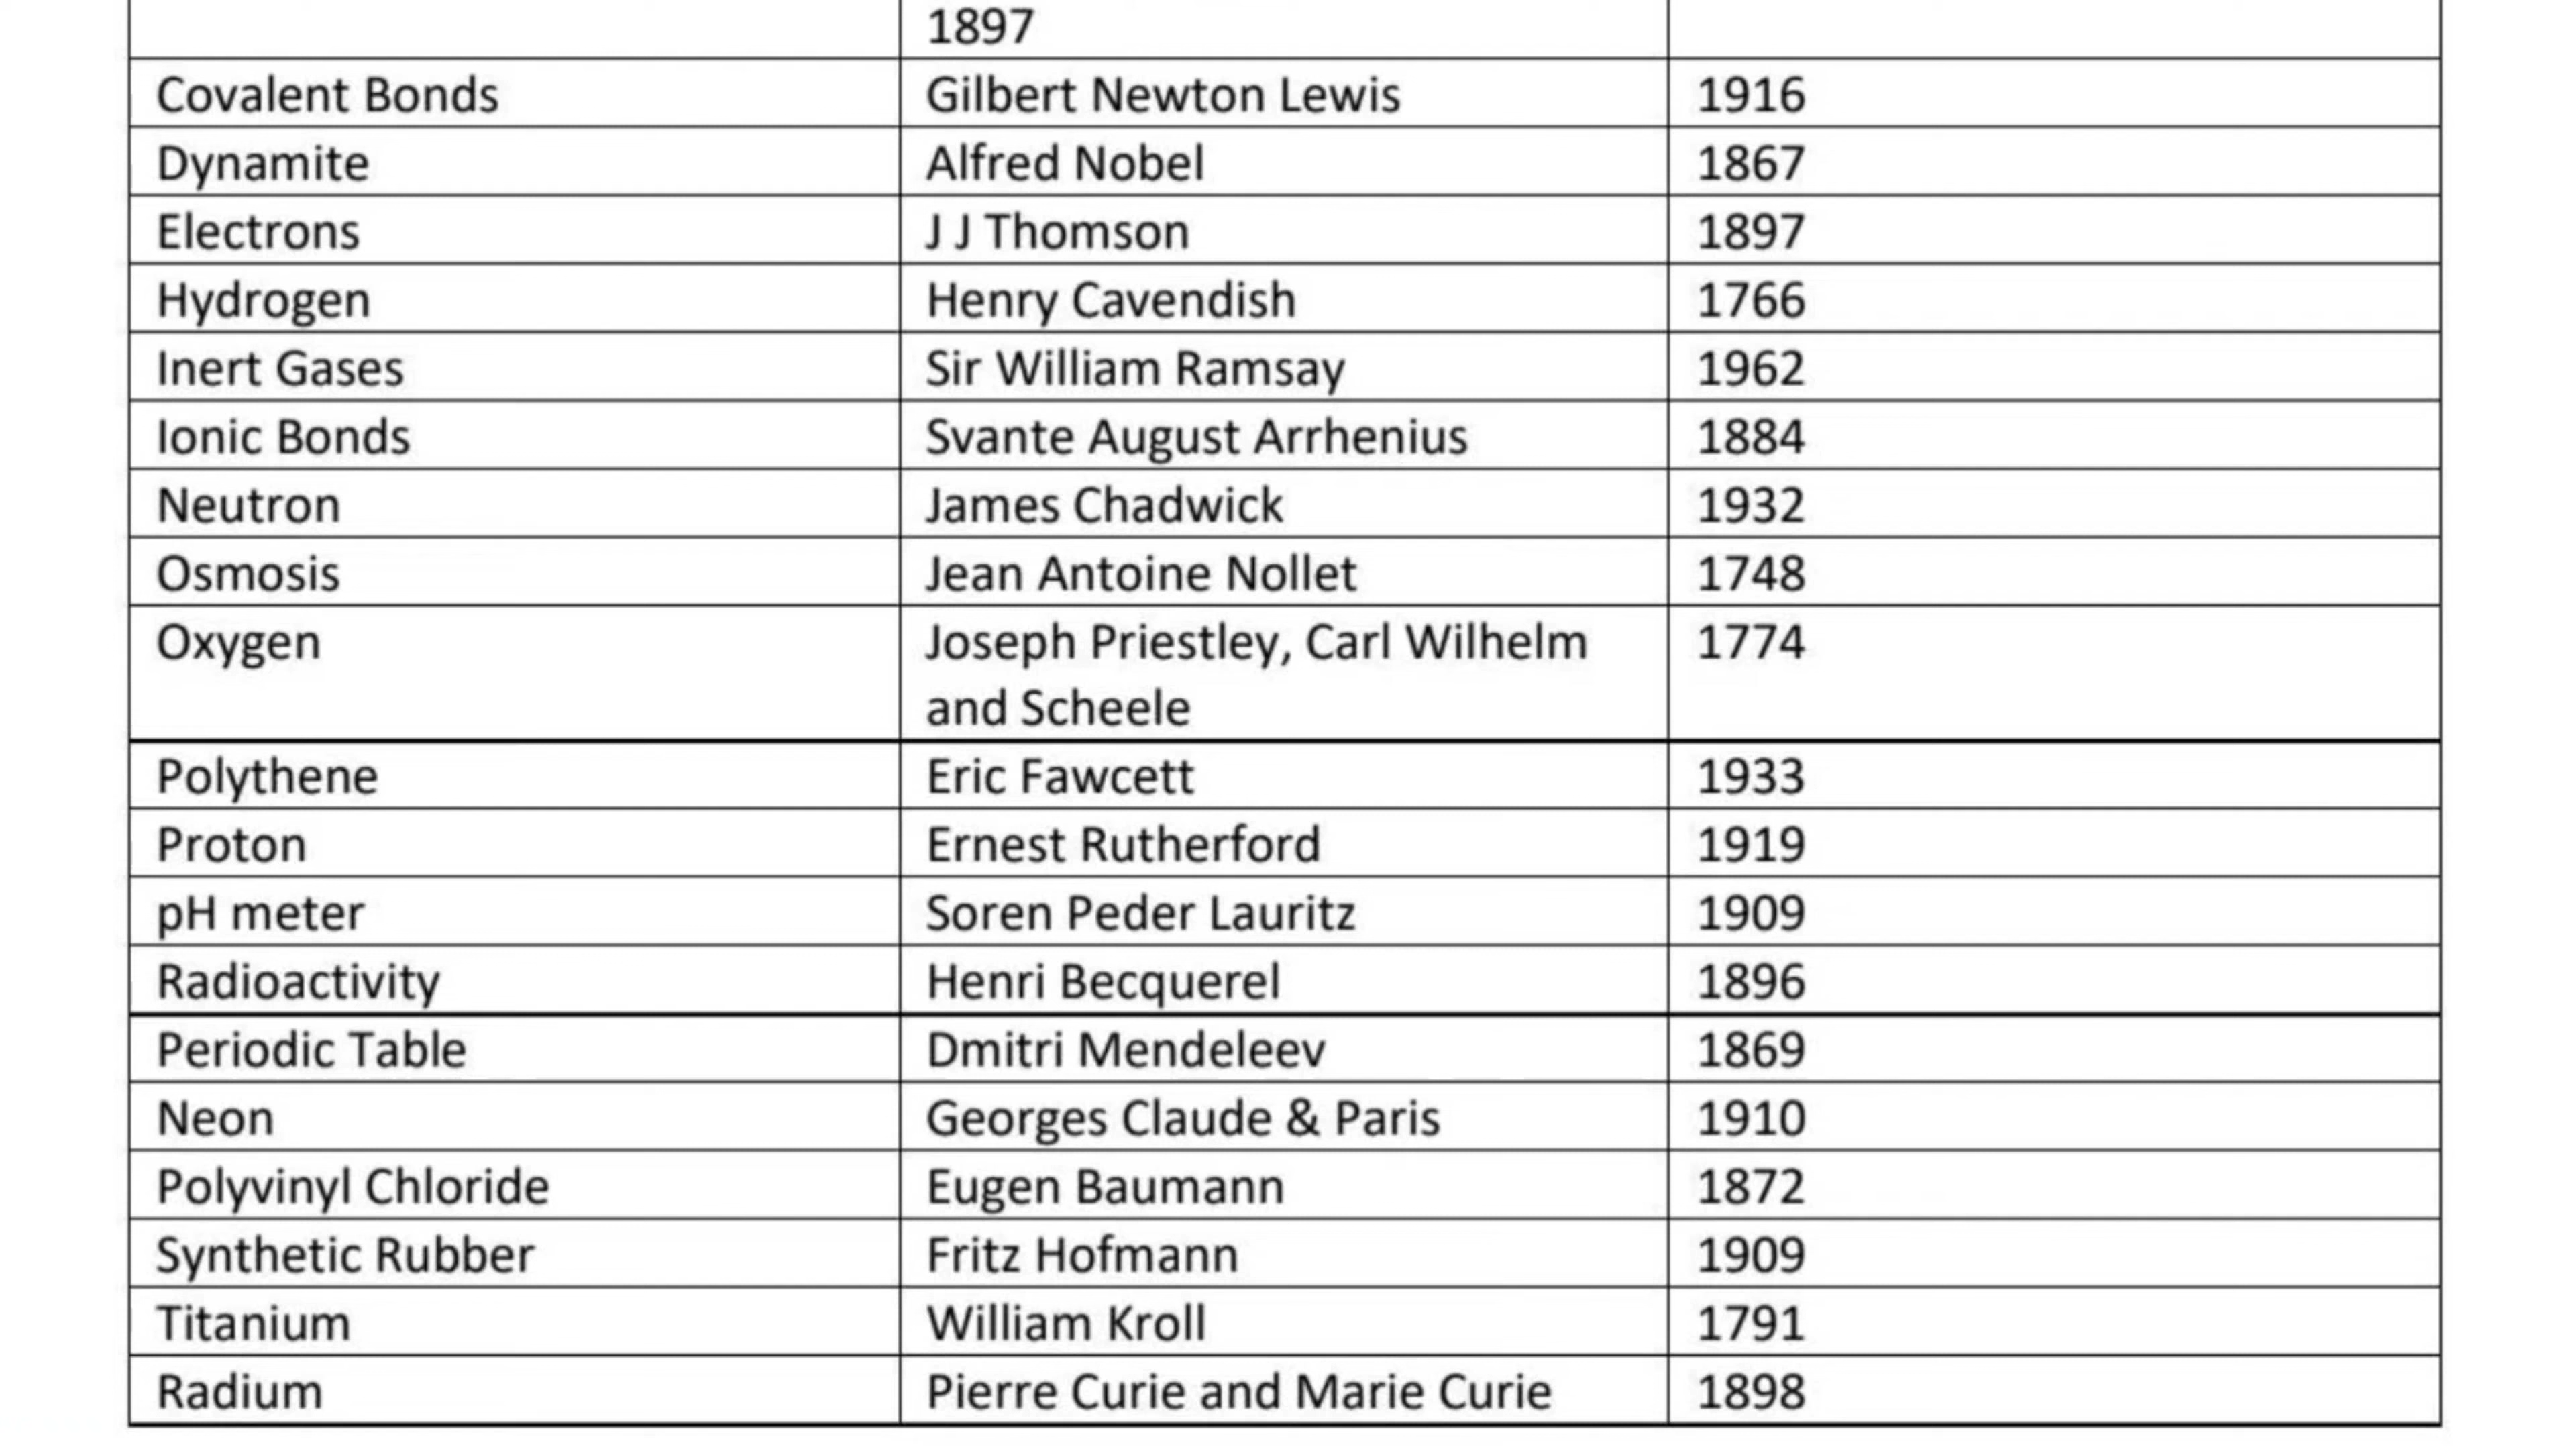 1897
Covalent Bonds Gilbert Newton Lewis 1916
Dynamite Alfred Nobel 1867
Electrons J J Thomson 1897
Hydrogen Henry Cavendish 1766
Inert Gases Sir William Ramsay 1962
Ionic Bonds Svante August Arrhenius 1884
Neutron James Chadwick 1932
Osmosis Jean Antoine Nollet 1748
Oxygen Joseph Priestley, Carl Wilhelm 1774
and Scheele
Polythene Eric Fawcett 1933
Proton Ernest Rutherford 1919
pH meter Soren Peder Lauritz 1909
Radioactivity Henri Becquerel 1896
Periodic Table Dmitri Mendeleev 1869
Neon Georges Claude & Paris 1910
Polyvinyl Chloride Eugen Baumann 1872
Synthetic Rubber Fritz Hofmann 1909
Titanium William Kroll 1791
Radium Pierre Curie and Marie Curie 1898